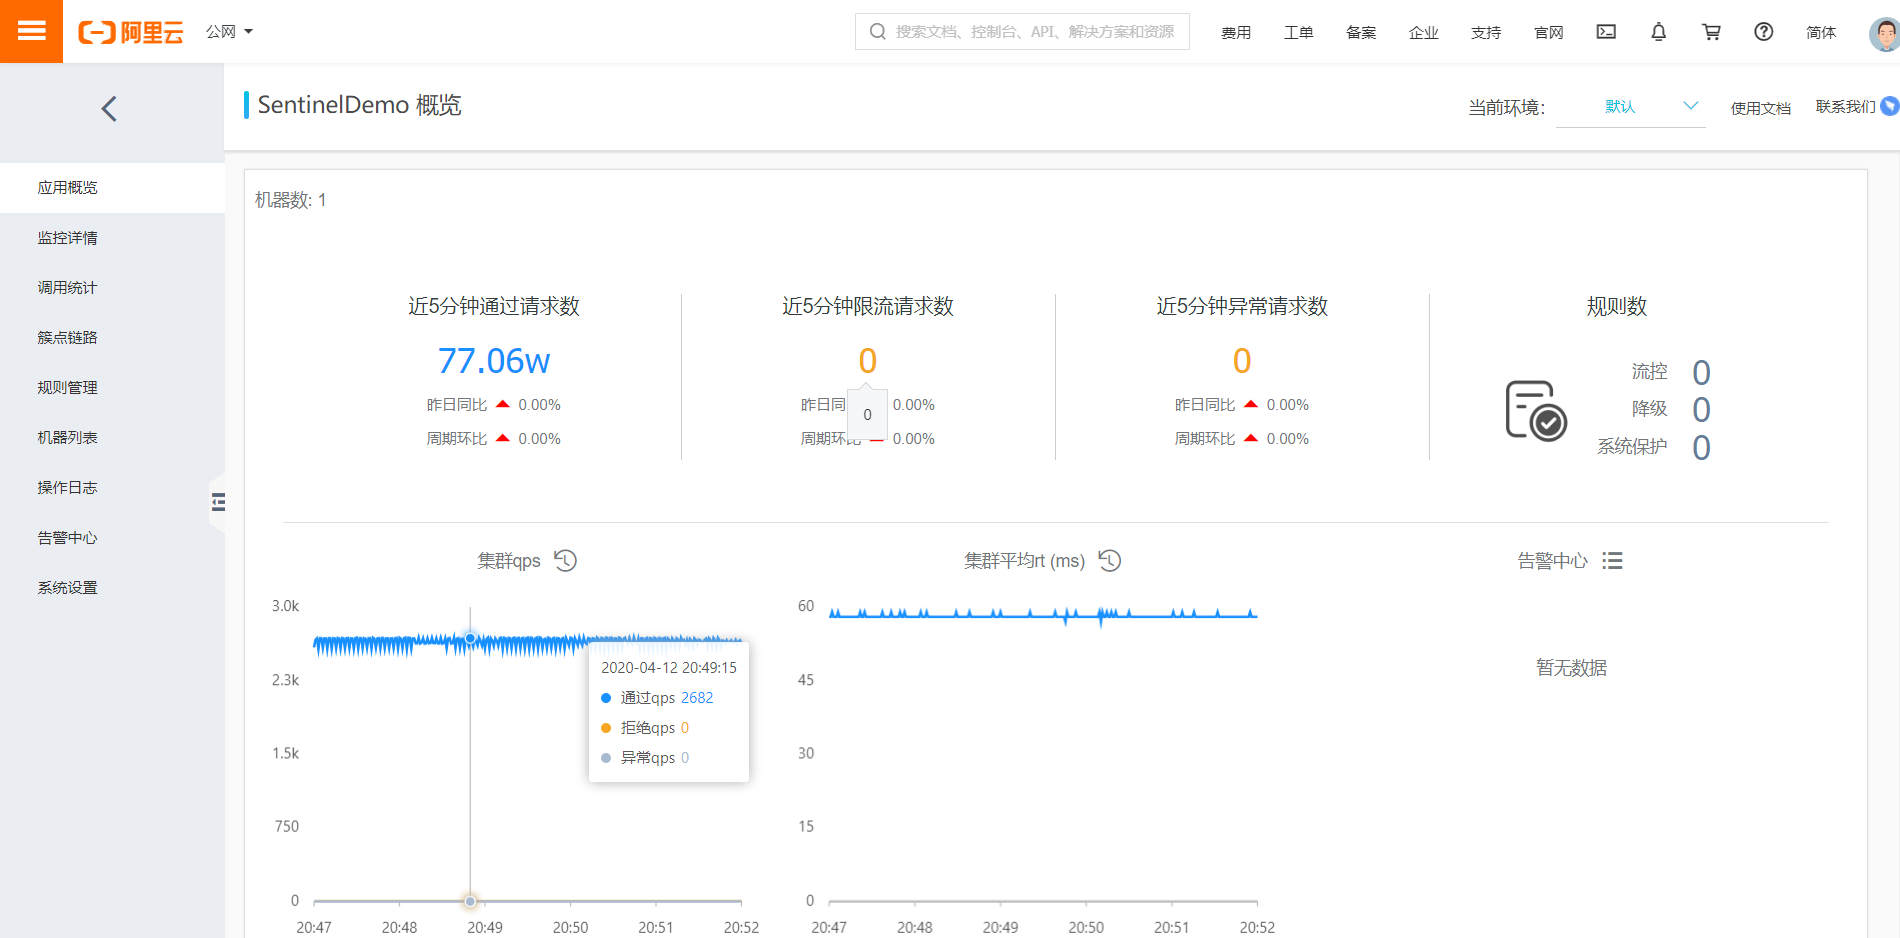 阿里云 公网
搜索文档、控制台、API、解决方案和资源
费用 工单 备案 企业 支持 官网 简体
SentinelDemo 概览
当前环境： 默认 使用文档 联系我们
应用概览
监控详情
调用统计
簇点链路
规则管理
机器列表
操作日志
告警中心
系统设置
机器数: 1
近5分钟通过请求数
77.06w
昨日同比 0.00%
周期环比 0.00%
近5分钟限流请求数
0
昨日同 0.00%
0
周期环比 0.00%
近5分钟异常请求数
0
昨日同比 0.00%
周期环比 0.00%
规则数
流控 0
降级 0
系统保护 0
集群qps
3.0k
2.3k
1.5k
750
0
20:47 20:48 20:49 20:50 20:51 20:52
2020-04-12 20:49:15
通过qps 2682
拒绝qps 0
异常qps 0
集群平均rt (ms)
60
45
30
15
0
20:47 20:48 20:49 20:50 20:51 20:52
告警中心
暂无数据